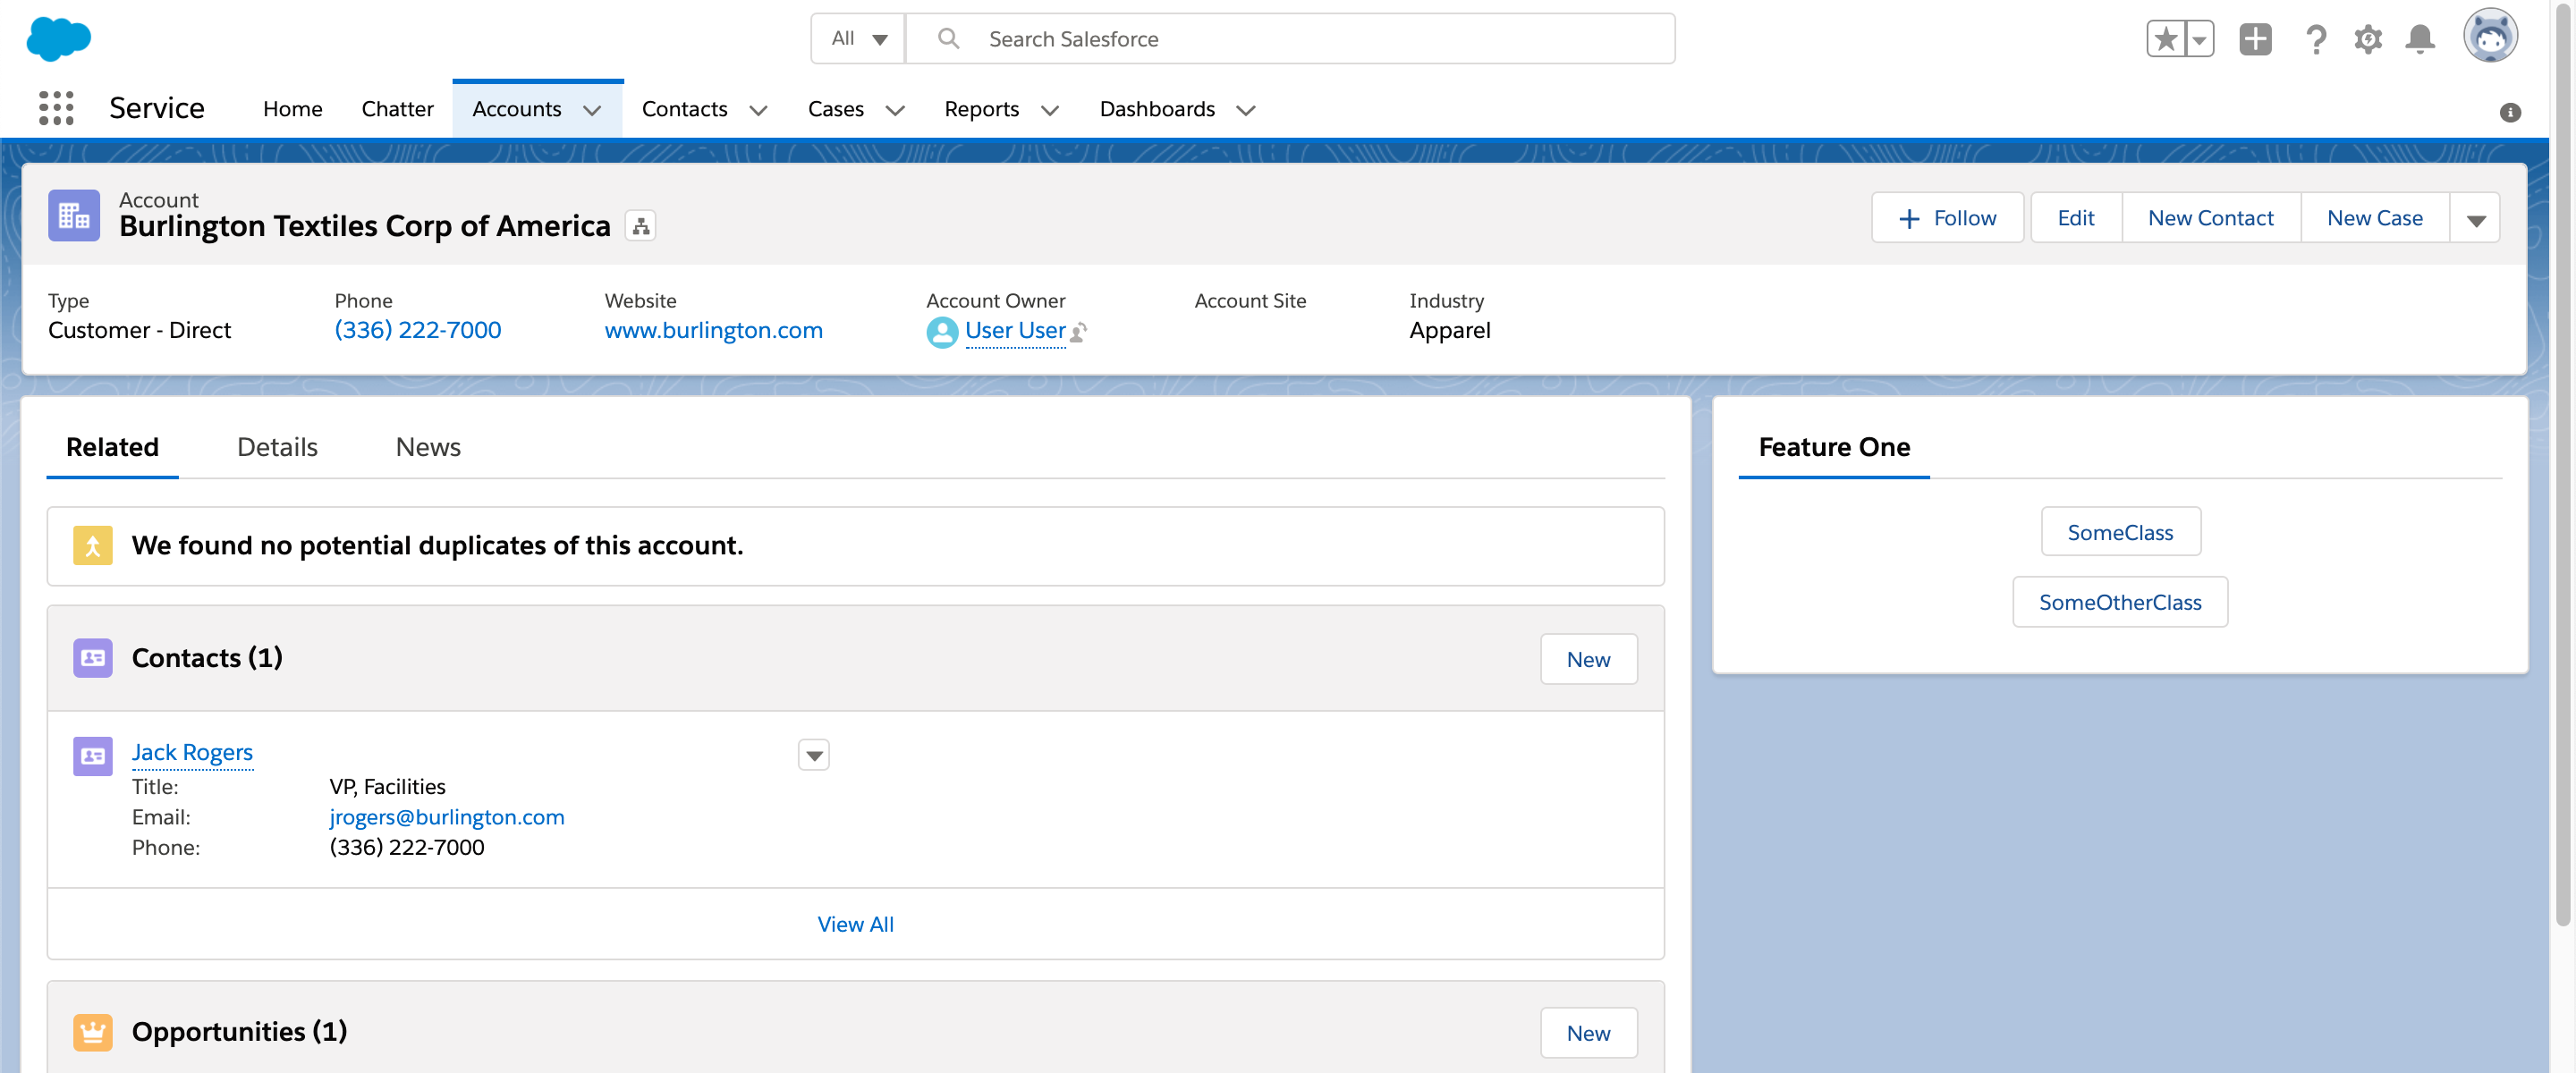 All
Search Salesforce
Service
Home Chatter Accounts Contacts Cases Reports Dashboards
Account
Burlington Textiles Corp of America
Follow Edit New Contact New Case
Type Phone Website Account Owner Account Site Industry
Customer - Direct (336) 222-7000 www.burlington.com User User Apparel
Related Details News
Feature One
We found no potential duplicates of this account.
SomeClass
SomeOtherClass
Contacts (1)
New
Jack Rogers
Title: VP, Facilities
Email: jrogers@burlington.com
Phone: (336) 222-7000
View All
Opportunities (1)
New